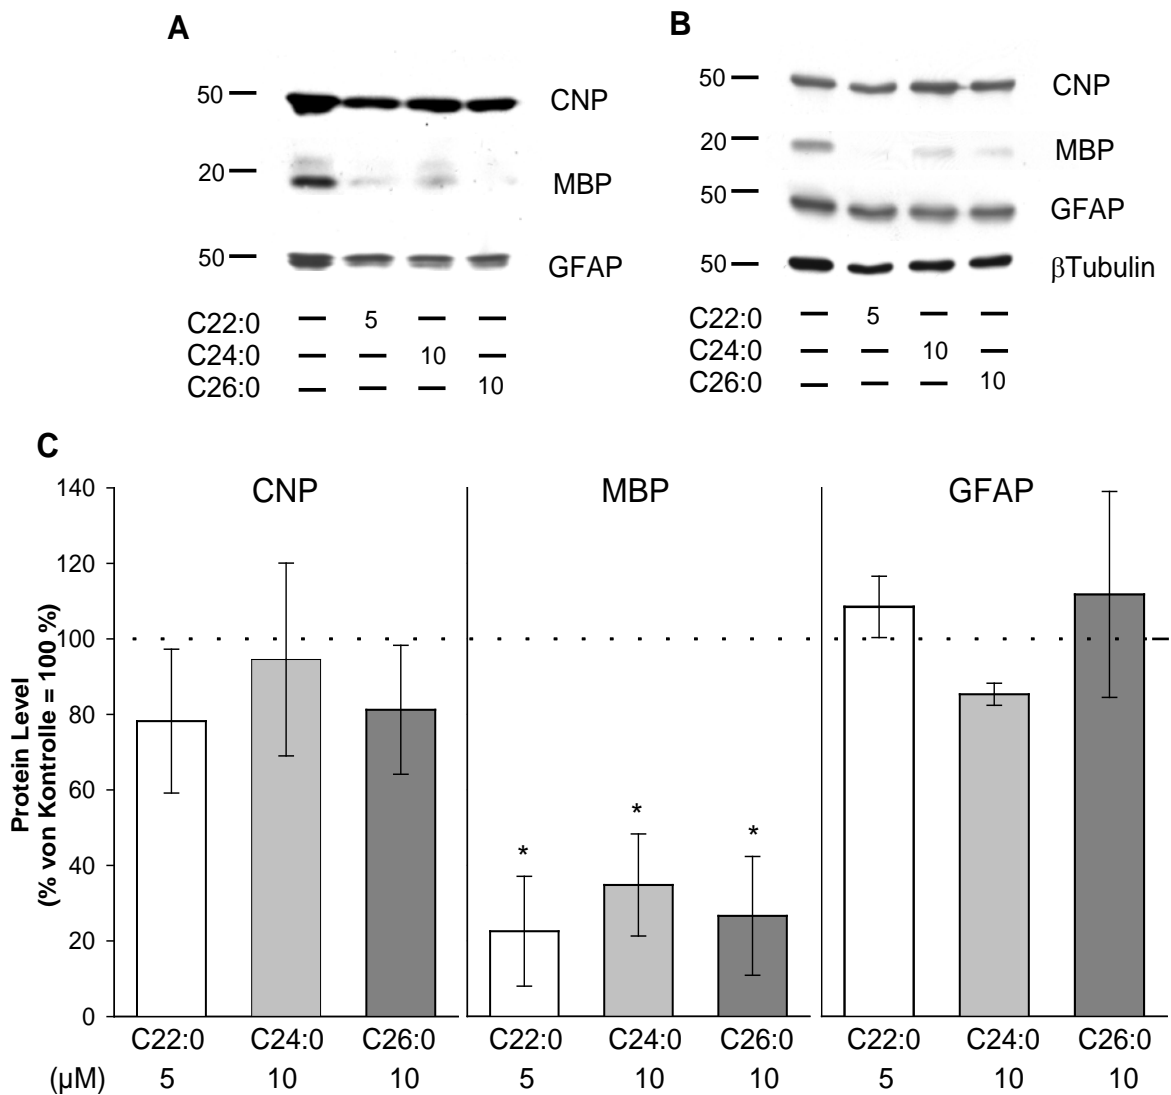 A
50 — CNP
20 — MBP
50 — GFAP
C22:0 — 5 — —
C24:0 — — 10 —
C26:0 — — — 10
B
50 — CNP
20 — MBP
50 — GFAP
50 — βTubulin
C22:0 — 5 — —
C24:0 — — 10 —
C26:0 — — — 10
C
Protein Level
(% von Kontrolle = 100 %)
140
120
100
80
60
40
20
0
CNP MBP GFAP
* * *
C22:0 C24:0 C26:0 C22:0 C24:0 C26:0 C22:0 C24:0 C26:0
(µM) 5 10 10 5 10 10 5 10 10